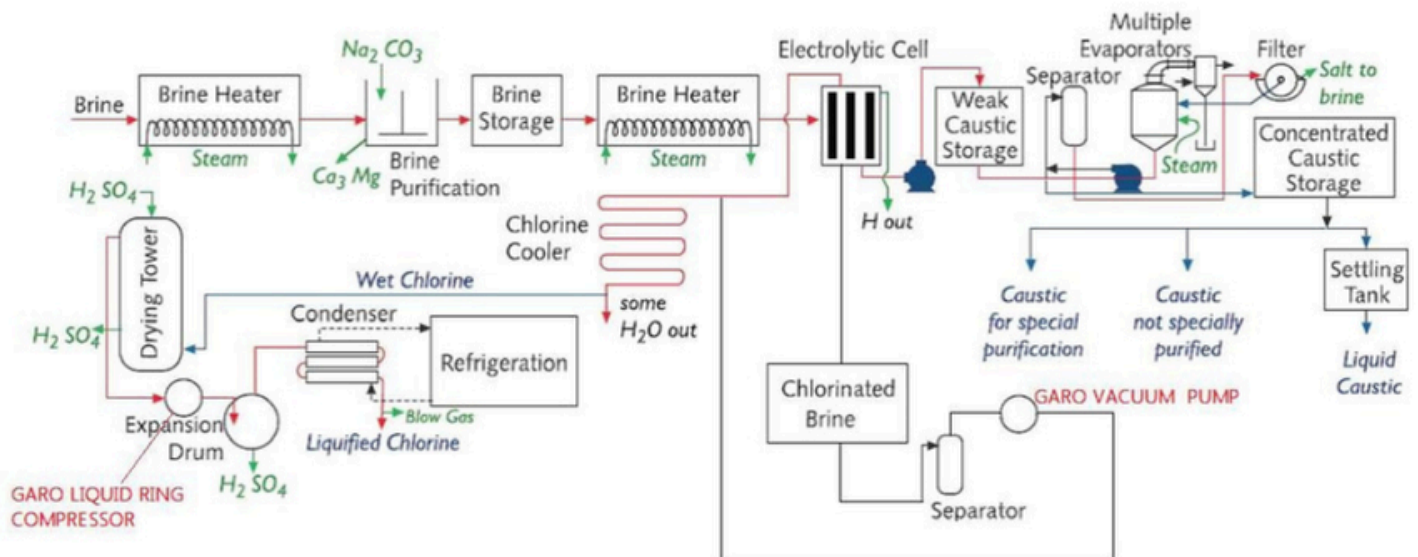 Multiple
Evaporators
Filter
Electrolytic Cell
Separator
Salt to
brine
Na2 CO3
Brine
Brine Heater
Brine
Storage
Brine Heater
Weak
Caustic
Storage
Concentrated
Caustic
Storage
Steam
Steam
Steam
Ca3 Mg
Brine
Purification
H2 SO4
H out
Chlorine
Cooler
Drying Tower
Wet Chlorine
some
H2O out
Settling
Tank
Caustic
for special
purification
Caustic
not specially
purified
Liquid
Caustic
H2 SO4
Condenser
Refrigeration
Chlorinated
Brine
GARO VACUUM PUMP
Expansion
Drum
Blow Gas
Liquified Chlorine
H2 SO4
GARO LIQUID RING
COMPRESSOR
Separator